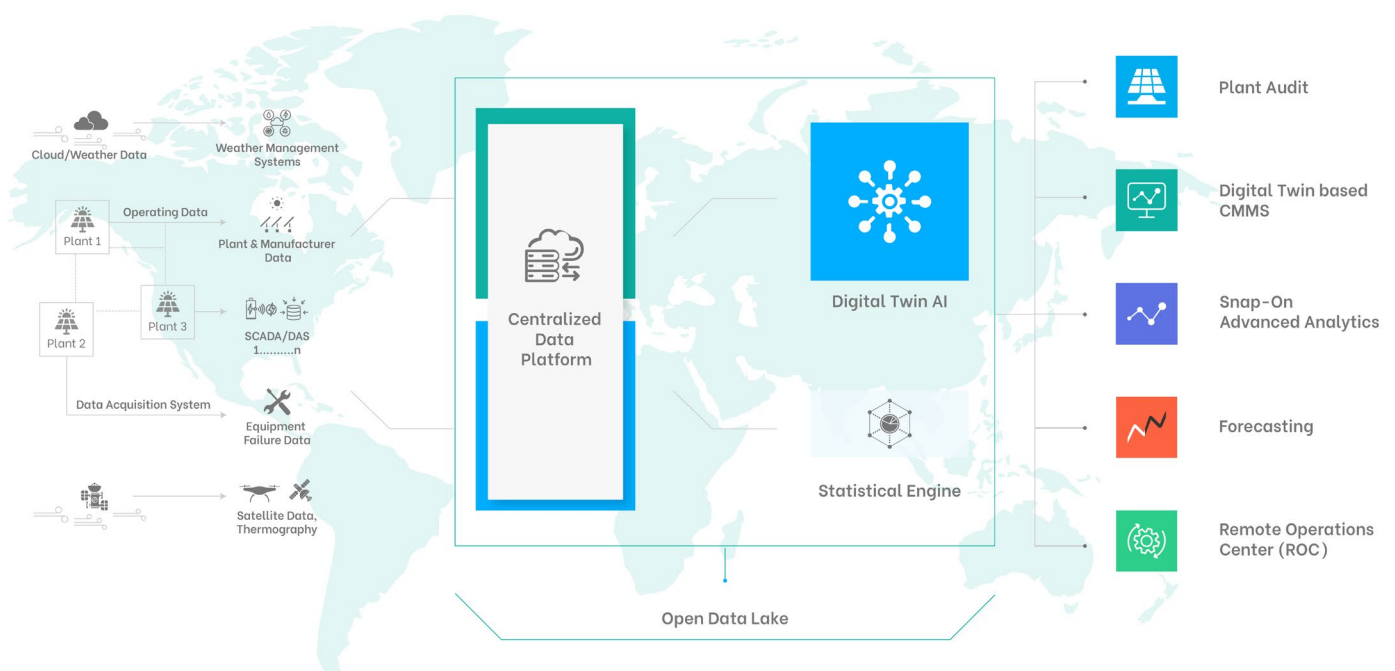 Cloud/Weather Data
Weather Management
Systems
Plant 1
Operating Data
Plant & Manufacturer
Data
Plant 2
Plant 3
SCADA/DAS
1..........n
Data Acquisition System
Equipment
Failure Data
Satellite Data,
Thermography
Centralized
Data
Platform
Digital Twin AI
Statistical Engine
Open Data Lake
Plant Audit
Digital Twin based
CMMS
Snap-On
Advanced Analytics
Forecasting
Remote Operations
Center (ROC)